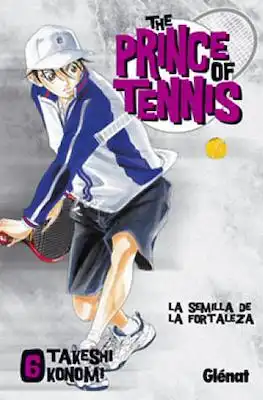 THE
PRINCE
OF
TENNIS
LA SEMILLA DE
LA FORTALEZA
6
TAKESHI
KONOMI
Glénat